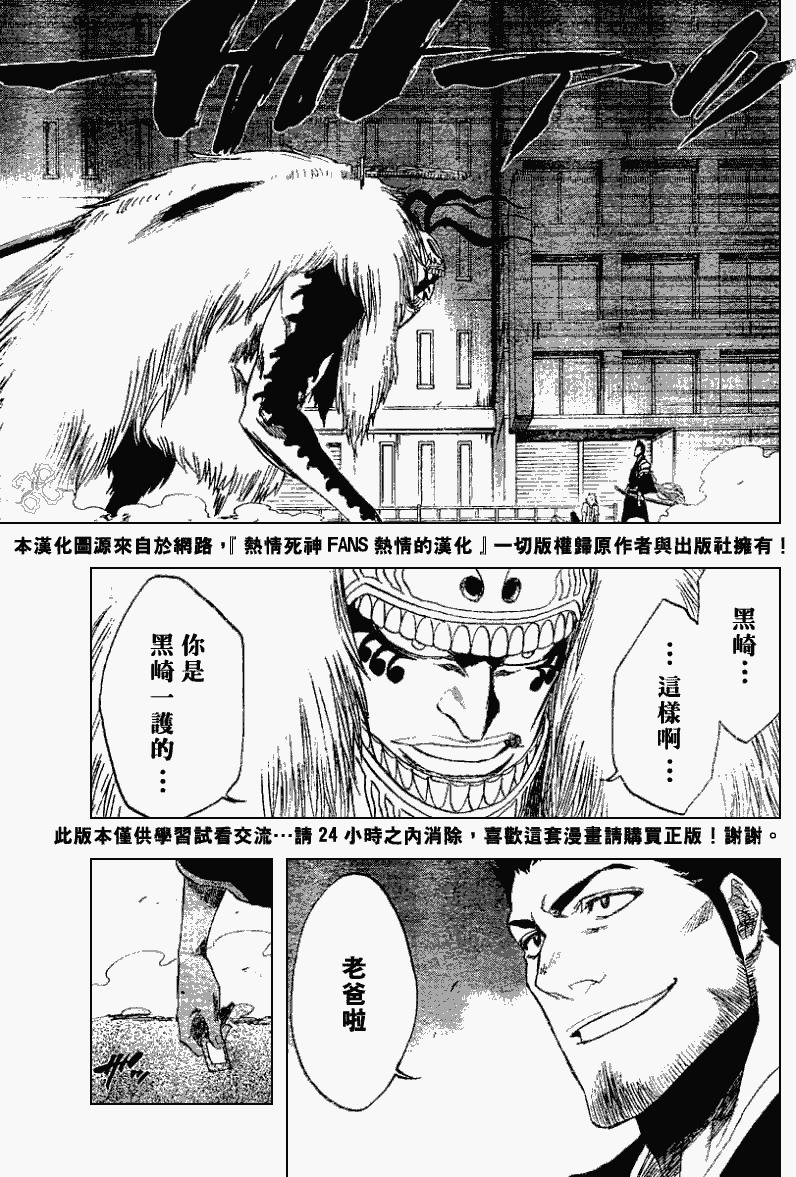 本漢化圖源來自於網路，『 熱情死神 FANS 熱情的漢化 』一切版權歸原作者與出版社擁有！
黑崎…
…這樣啊…
你是
黑崎一護的…
此版本僅供學習試看交流…請 24 小時之內消除，喜歡這套漫畫請購買正版！謝謝。
老爸啦